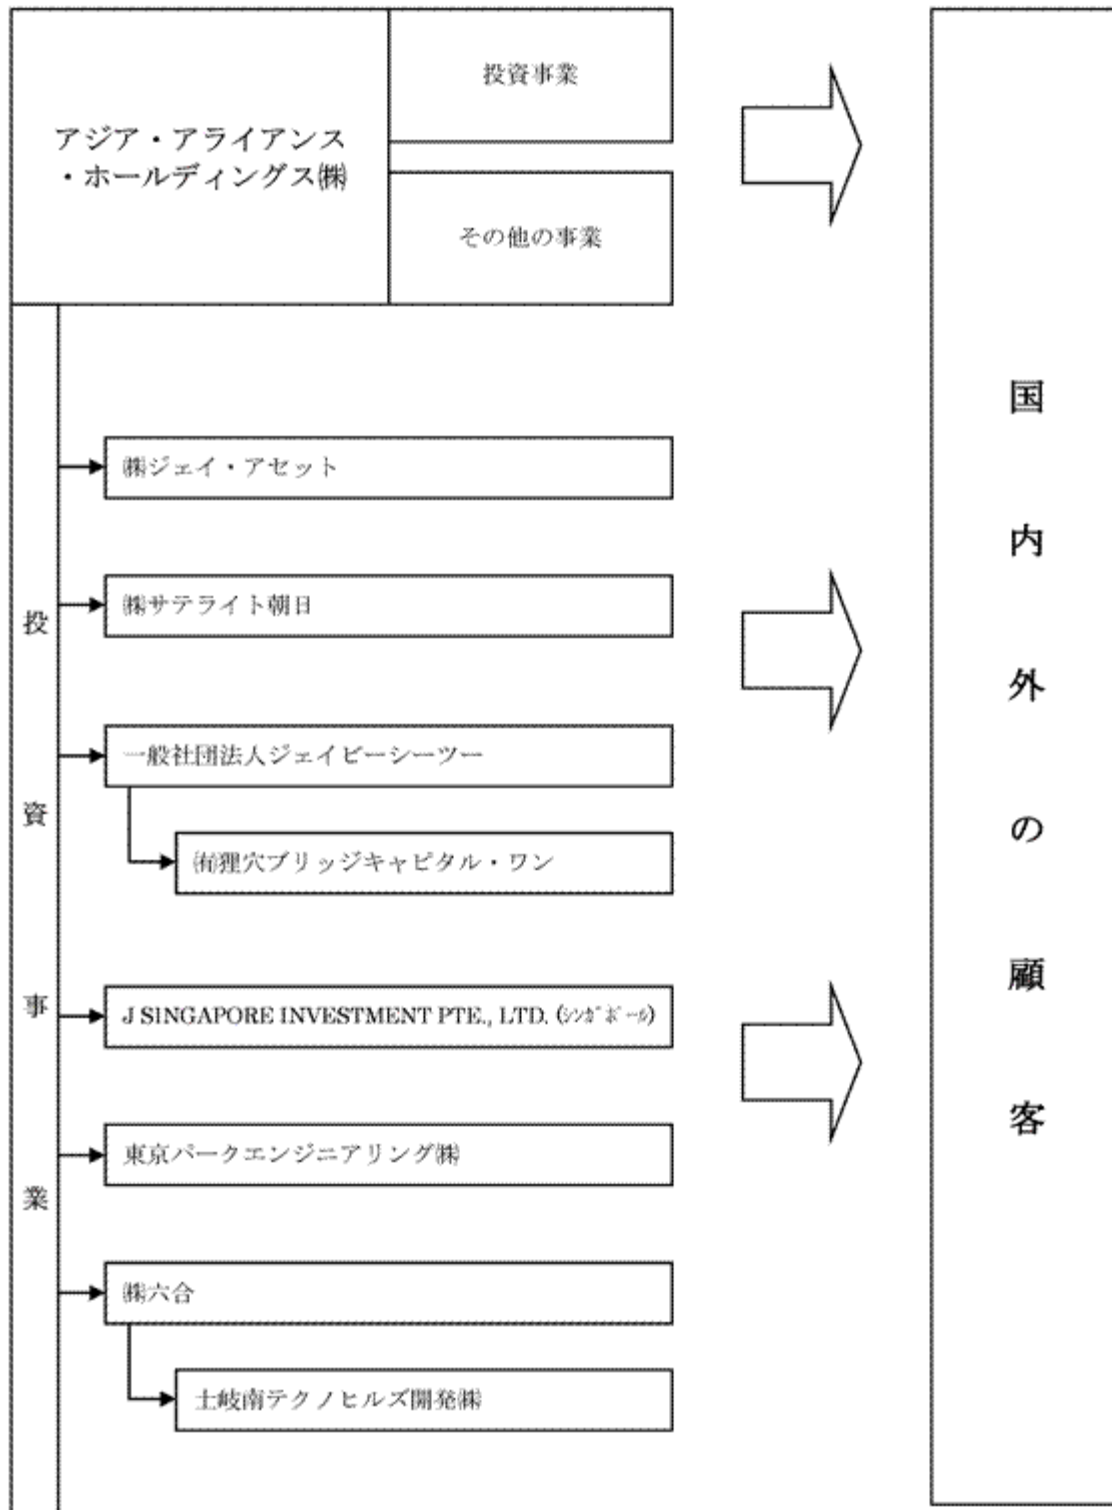 アジア・アライアンス
・ホールディングス㈱
投資事業
その他の事業
投資事業
㈱ジェイ・アセット
㈱サテライト朝日
一般社団法人ジェイビーシーツー
㈲狸穴ブリッジキャピタル・ワン
J SINGAPORE INVESTMENT PTE., LTD. (ｼﾝｶﾞﾎﾟｰﾙ)
東京パークエンジニアリング㈱
㈱六合
土岐南テクノヒルズ開発㈱
国内外の顧客